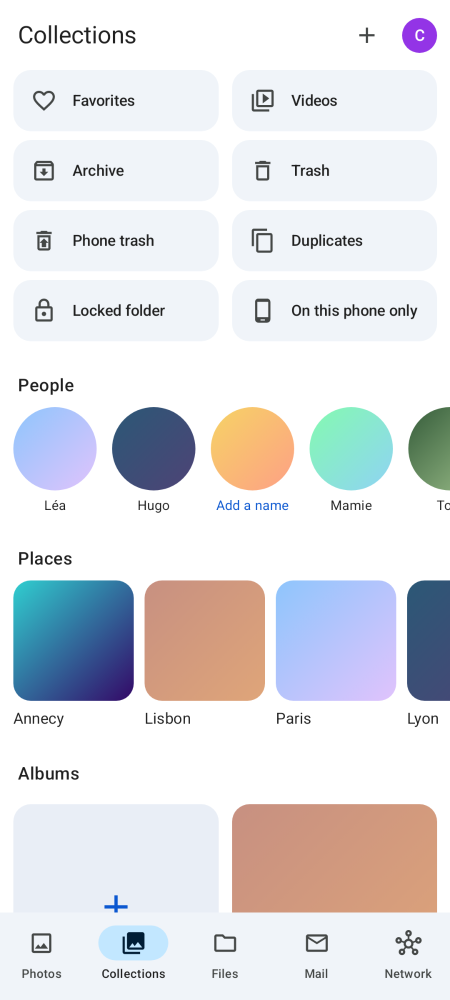 Collections
C
Favorites
Videos
Archive
Trash
Phone trash
Duplicates
Locked folder
On this phone only
People
Léa
Hugo
Add a name
Mamie
To
Places
Annecy
Lisbon
Paris
Lyon
Albums
Photos
Collections
Files
Mail
Network